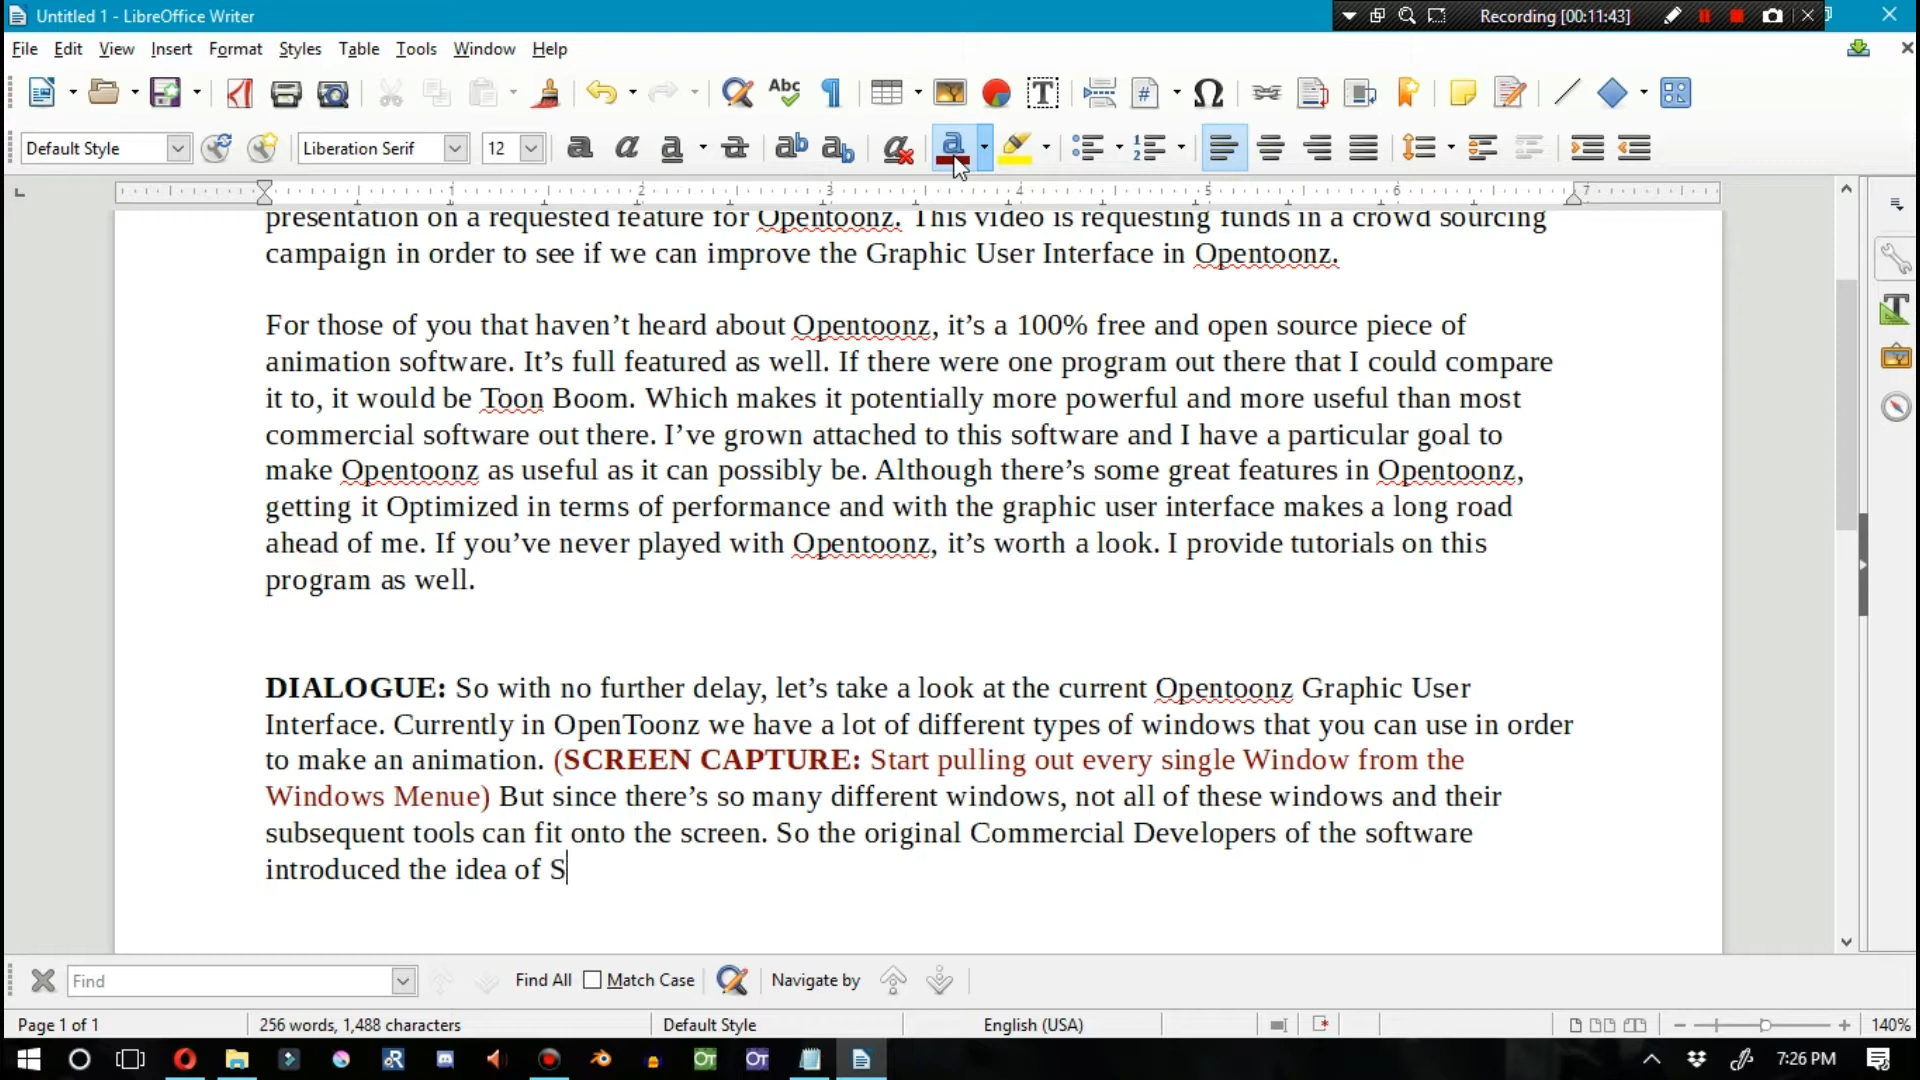 Untitled 1 - LibreOffice Writer
Recording [00:11:43]
File Edit View Insert Format Styles Table Tools Window Help
Default Style Liberation Serif 12
1 2 3 4 5 6 7
presentation on a requested feature for Opentoonz. This video is requesting funds in a crowd sourcing
campaign in order to see if we can improve the Graphic User Interface in Opentoonz.
For those of you that haven’t heard about Opentoonz, it’s a 100% free and open source piece of
animation software. It’s full featured as well. If there were one program out there that I could compare
it to, it would be Toon Boom. Which makes it potentially more powerful and more useful than most
commercial software out there. I’ve grown attached to this software and I have a particular goal to
make Opentoonz as useful as it can possibly be. Although there’s some great features in Opentoonz,
getting it Optimized in terms of performance and with the graphic user interface makes a long road
ahead of me. If you’ve never played with Opentoonz, it’s worth a look. I provide tutorials on this
program as well.
DIALOGUE: So with no further delay, let’s take a look at the current Opentoonz Graphic User
Interface. Currently in OpenToonz we have a lot of different types of windows that you can use in order
to make an animation. (SCREEN CAPTURE: Start pulling out every single Window from the
Windows Menue) But since there’s so many different windows, not all of these windows and their
subsequent tools can fit onto the screen. So the original Commercial Developers of the software
introduced the idea of S
Find Find All Match Case Navigate by
Page 1 of 1 256 words, 1,488 characters Default Style English (USA) 140%
7:26 PM